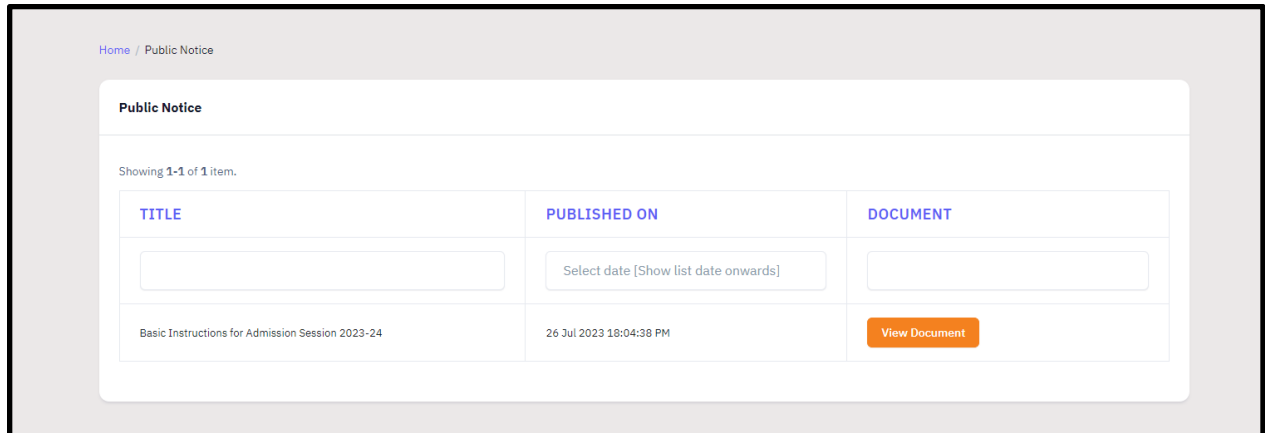 Home / Public Notice
Public Notice
Showing 1-1 of 1 item.
TITLE PUBLISHED ON DOCUMENT
Select date [Show list date onwards]
Basic Instructions for Admission Session 2023-24 26 Jul 2023 18:04:38 PM View Document